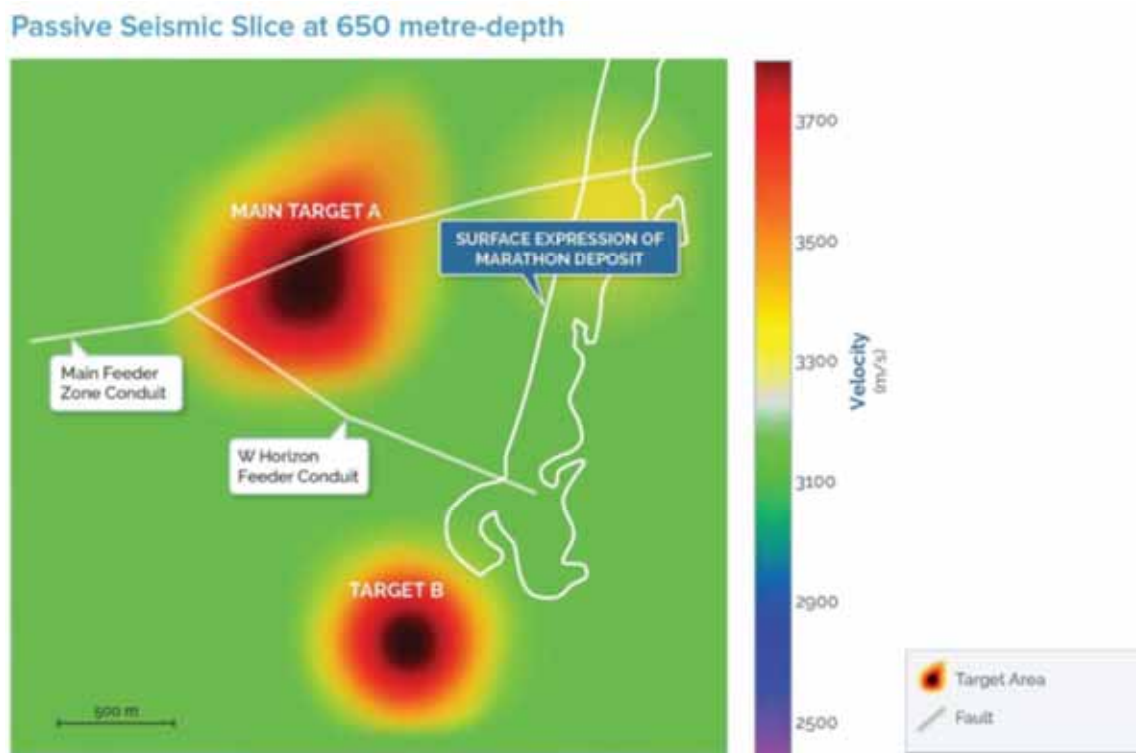 Passive Seismic Slice at 650 metre-depth
MAIN TARGET A
SURFACE EXPRESSION OF
MARATHON DEPOSIT
Main Feeder
Zone Conduit
W Horizon
Feeder Conduit
TARGET B
500 m
3700
3500
3300
3100
2900
2500
Velocity
(m/s)
Target Area
Fault